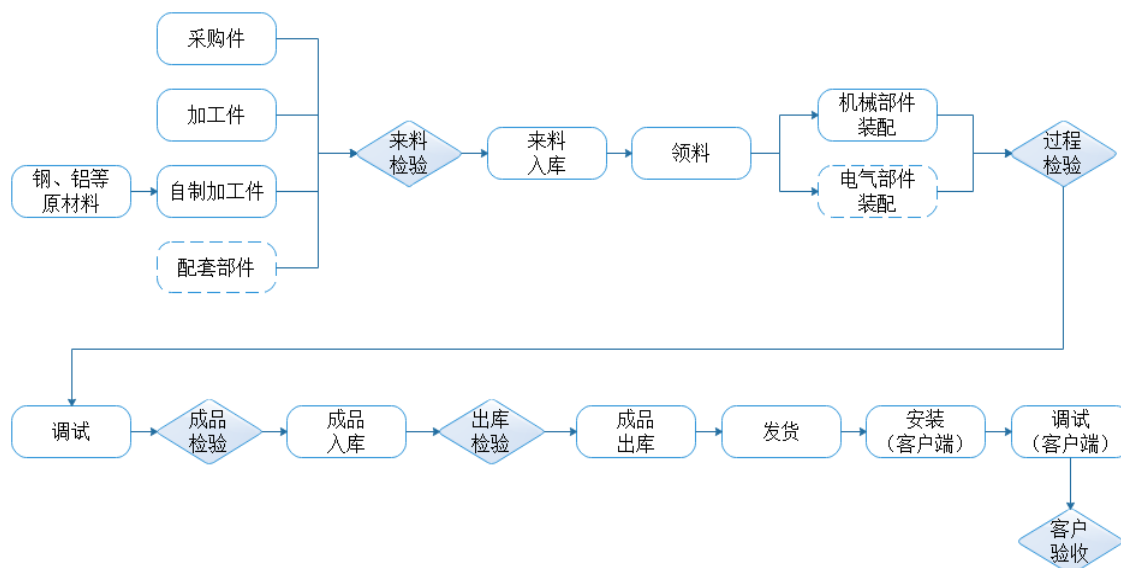 采购件
加工件
钢、铝等
原材料
自制加工件
配套部件
来料
检验
来料
入库
领料
机械部件
装配
电气部件
装配
过程
检验
调试
成品
检验
成品
入库
出库
检验
成品
出库
发货
安装
（客户端）
调试
（客户端）
客户
验收